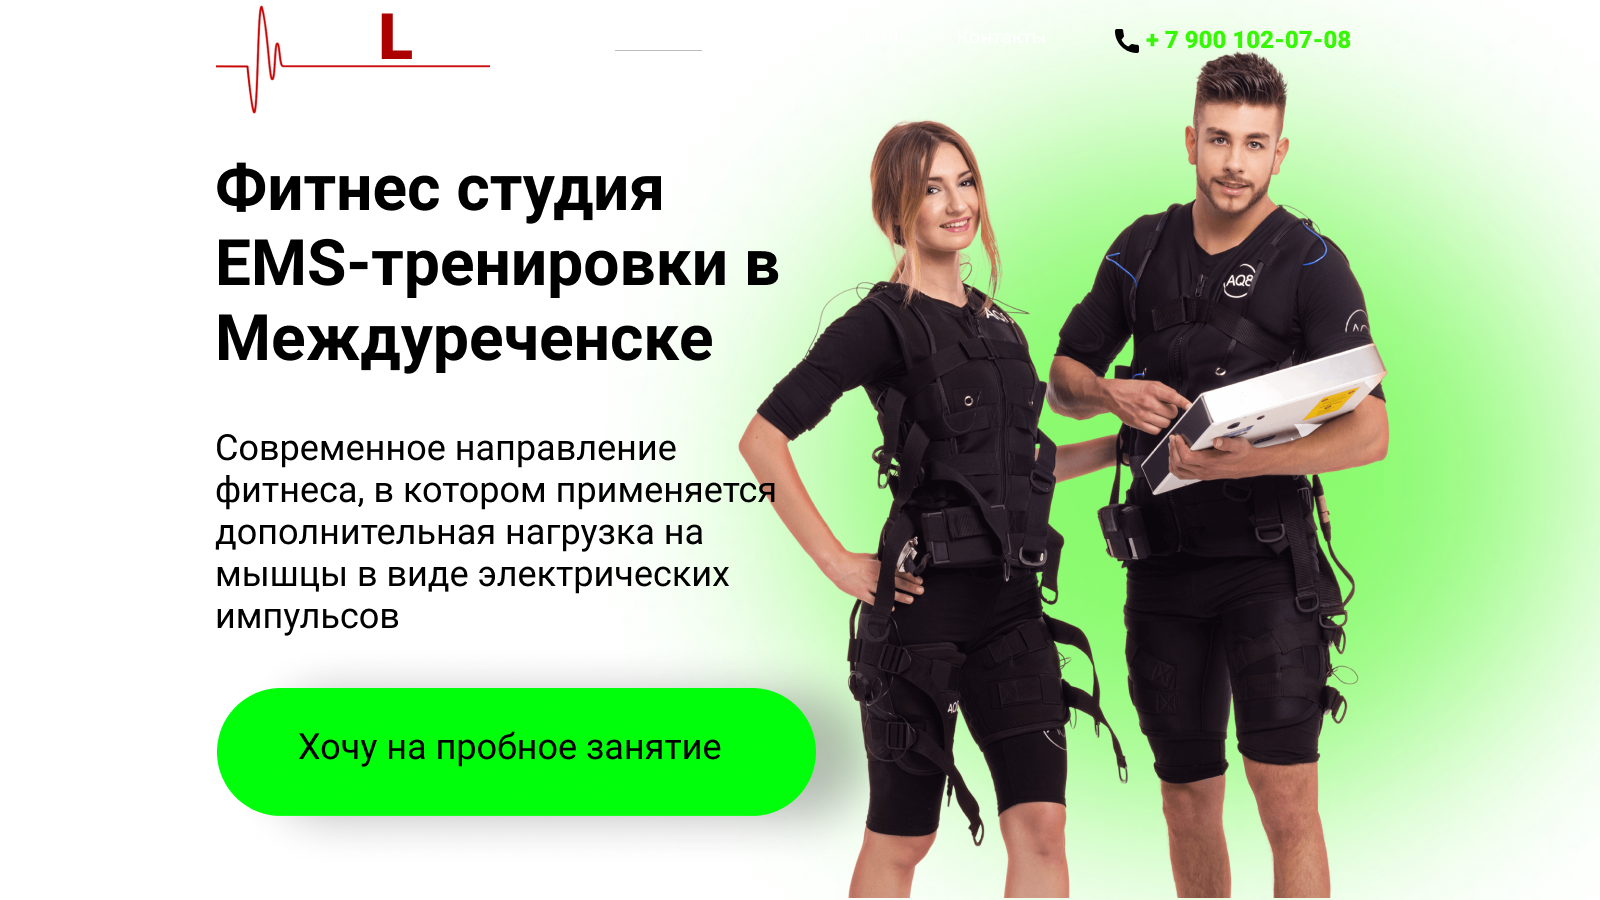 L
Контакты
+ 7 900 102-07-08
Фитнес студия
EMS-тренировки в
Междуреченске
AQ8
Современное направление
фитнеса, в котором применяется
дополнительная нагрузка на
мышцы в виде электрических
импульсов
Хочу на пробное занятие